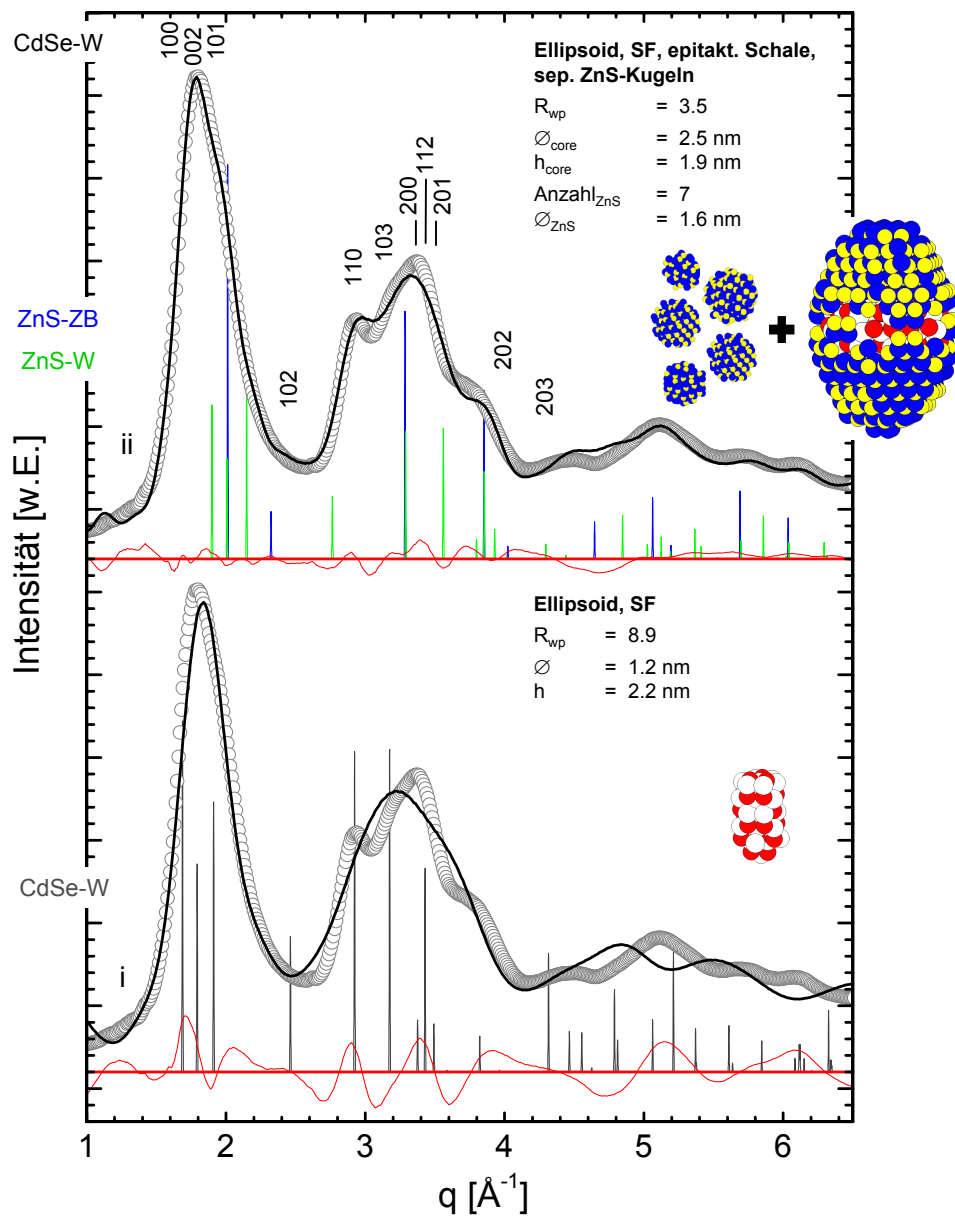 CdSe-W
100
002
101
Ellipsoid, SF, epitakt. Schale,
sep. ZnS-Kugeln
R_wp = 3.5
∅_core = 2.5 nm
h_core = 1.9 nm
Anzahl_ZnS = 7
∅_ZnS = 1.6 nm
110
103
200
112
201
ZnS-ZB
ZnS-W
102
202
203
+
ii
Intensität [w.E.]
Ellipsoid, SF
R_wp = 8.9
∅ = 1.2 nm
h = 2.2 nm
CdSe-W
i
1 2 3 4 5 6
q [Å⁻¹]